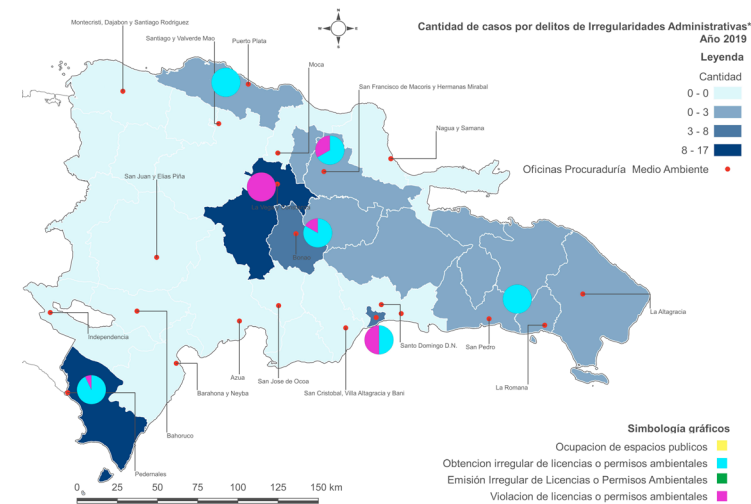 Cantidad de casos por delitos de Irregularidades Administrativas*
Año 2019
Leyenda
Cantidad
0 - 0
0 - 3
3 - 8
8 - 17
Oficinas Procuraduría Medio Ambiente
N
Montecristi, Dajabon y Santiago Rodriguez
Santiago y Valverde Mao
Puerto Plata
Moca
San Francisco de Macoris y Hermanas Mirabal
Nagua y Samana
San Juan y Elias Piña
La Altagracia
Independencia
Santo Domingo D.N.
San Pedro
La Romana
Azua
San Jose de Ocoa
San Cristobal, Villa Altagracia y Bani
Barahona y Neyba
Bahoruco
Pedernales
0 25 50 75 100 150 km
Simbología gráficos
Ocupacion de espacios publicos
Obtencion irregular de licencias o permisos ambientales
Emisión Irregular de Licencias o Permisos Ambientales
Violacion de licencias o permisos ambientales